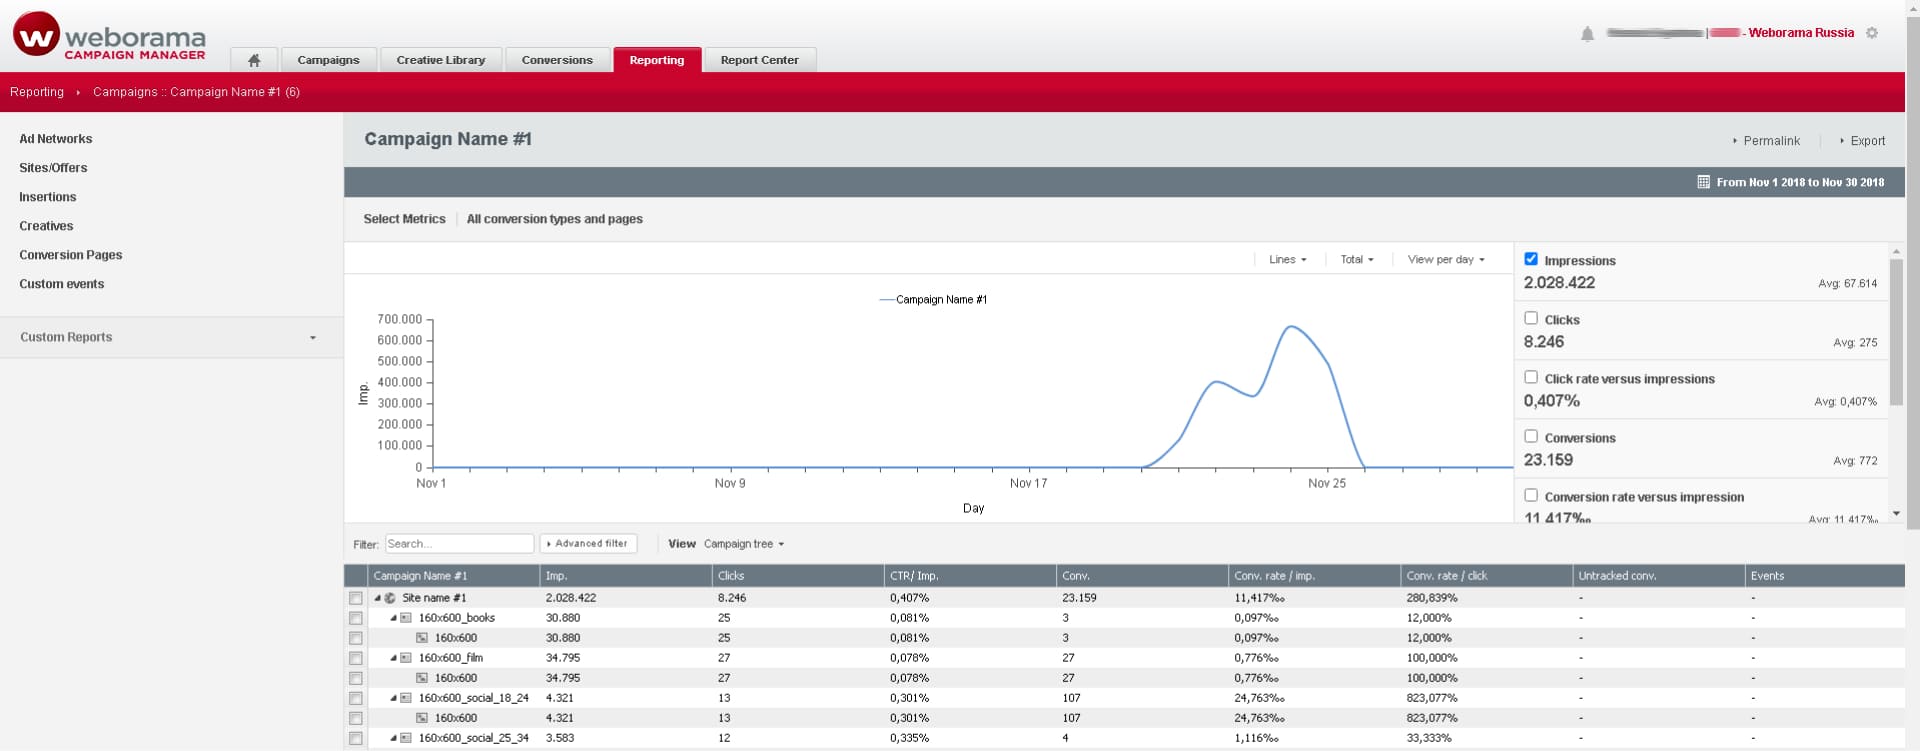 weborama
CAMPAIGN MANAGER
Campaigns
Creative Library
Conversions
Reporting
Report Center
- Weborama Russia
Reporting
Campaigns :: Campaign Name #1 (6)
Ad Networks
Sites/Offers
Insertions
Creatives
Conversion Pages
Custom events
Custom Reports
Campaign Name #1
Permalink
Export
From Nov 1 2018 to Nov 30 2018
Select Metrics
All conversion types and pages
Lines
Total
View per day
Campaign Name #1
700.000
600.000
500.000
400.000
300.000
200.000
100.000
0
Imp.
Nov 1
Nov 9
Nov 17
Nov 25
Day
Impressions
2.028.422 Avg: 67.614
Clicks
8.246 Avg: 275
Click rate versus impressions
0,407% Avg: 0,407%
Conversions
23.159 Avg: 772
Conversion rate versus impression
11,417‰ Avg: 11,417‰
Filter: Search... Advanced filter View Campaign tree
Campaign Name #1 Imp. Clicks CTR/ Imp. Conv. Conv. rate / imp. Conv. rate / click Untracked conv. Events
Site name #1 2.028.422 8.246 0,407% 23.159 11,417‰ 280,839% - -
160x600_books 30.880 25 0,081% 3 0,097‰ 12,000% - -
160x600 30.880 25 0,081% 3 0,097‰ 12,000% - -
160x600_film 34.795 27 0,078% 27 0,776‰ 100,000% - -
160x600 34.795 27 0,078% 27 0,776‰ 100,000% - -
160x600_social_18_24 4.321 13 0,301% 107 24,763‰ 823,077% - -
160x600 4.321 13 0,301% 107 24,763‰ 823,077% - -
160x600_social_25_34 3.583 12 0,335% 4 1,116‰ 33,333% - -